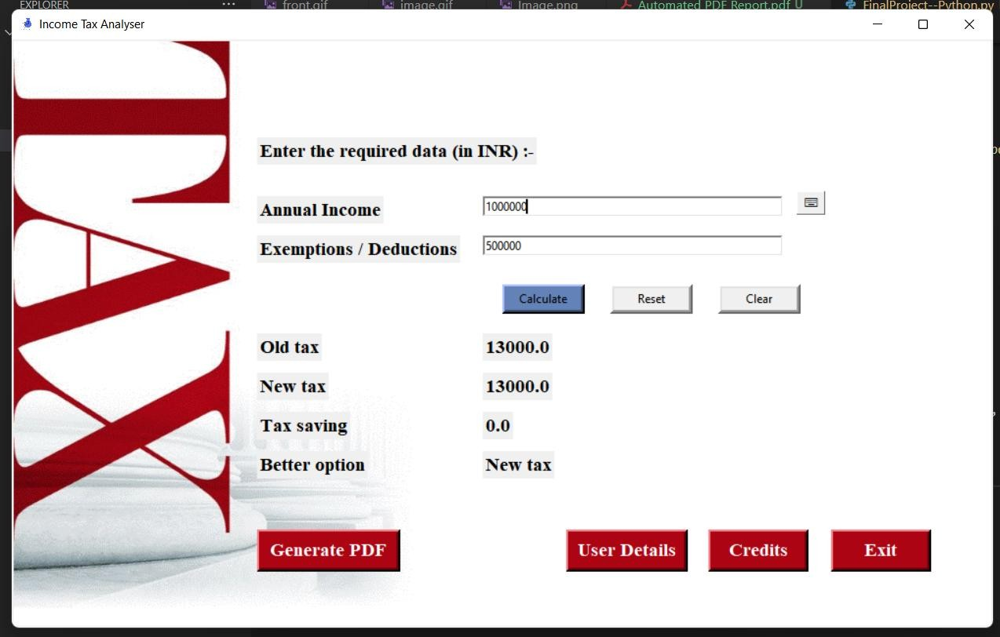 EXPLORER ... front.gif image.gif Image.png Automated PDF Report.pdf U FinalProject--Python.py
Income Tax Analyser
TAX
Enter the required data (in INR) :-
Annual Income 1000000
Exemptions / Deductions 500000
Calculate Reset Clear
Old tax 13000.0
New tax 13000.0
Tax saving 0.0
Better option New tax
Generate PDF User Details Credits Exit